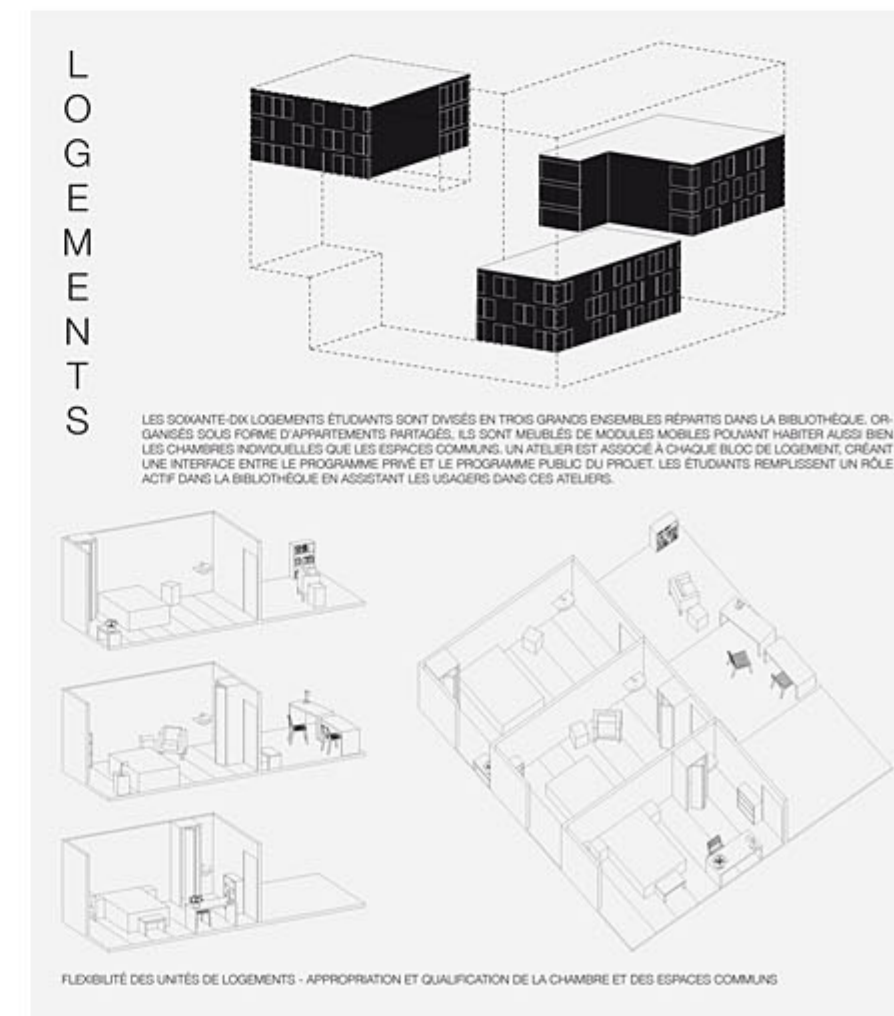 LOGEMENTS
LES SOIXANTE-DIX LOGEMENTS ÉTUDIANTS SONT DIVISÉS EN TROIS GRANDS ENSEMBLES RÉPARTIS DANS LA BIBLIOTHÈQUE. OR-
GANISÉS SOUS FORME D'APPARTEMENTS PARTAGÉS, ILS SONT MEUBLÉS DE MODULES MOBILES POUVANT HABITER AUSSI BIEN
LES CHAMBRES INDIVIDUELLES QUE LES ESPACES COMMUNS. UN ATELIER EST ASSOCIÉ À CHAQUE BLOC DE LOGEMENT, CRÉANT
UNE INTERFACE ENTRE LE PROGRAMME PRIVÉ ET LE PROGRAMME PUBLIC DU PROJET. LES ÉTUDIANTS REMPLISSENT UN RÔLE
ACTIF DANS LA BIBLIOTHÈQUE EN ASSISTANT LES USAGERS DANS CES ATELIERS.
FLEXIBILITÉ DES UNITÉS DE LOGEMENTS - APPROPRIATION ET QUALIFICATION DE LA CHAMBRE ET DES ESPACES COMMUNS